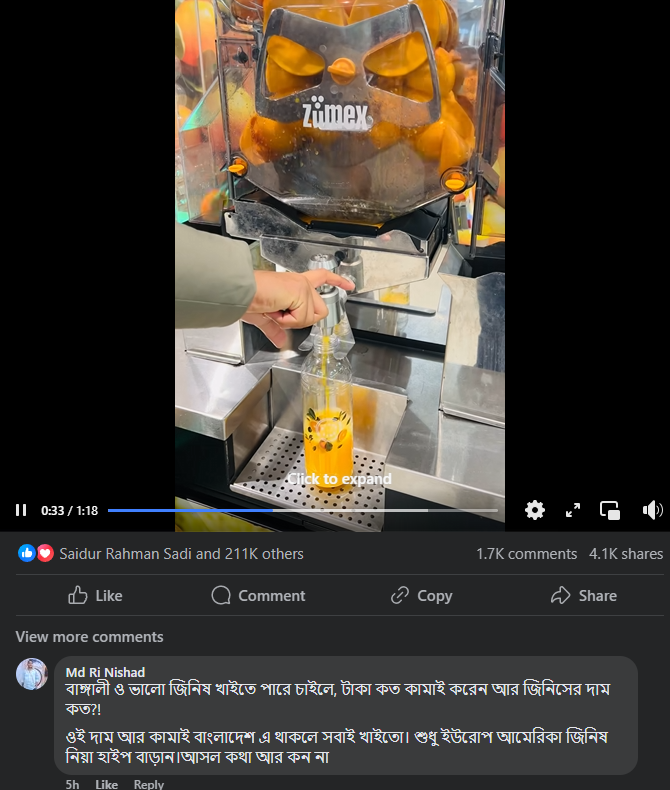 zümex
Click to expand
0:33 / 1:18
Saidur Rahman Sadi and 211K others 1.7K comments 4.1K shares
Like Comment Copy Share
View more comments
Md Ri Nishad
বাঙ্গালী ও ভালো জিনিষ খাইতে পারে চাইলে, টাকা কত কামাই করেন আর জিনিসের দাম
কত?!
ওই দাম আর কামাই বাংলাদেশ এ থাকলে সবাই খাইতো। শুধু ইউরোপ আমেরিকা জিনিষ
নিয়া হাইপ বাড়ান।আসল কথা আর কন না
5h Like Reply